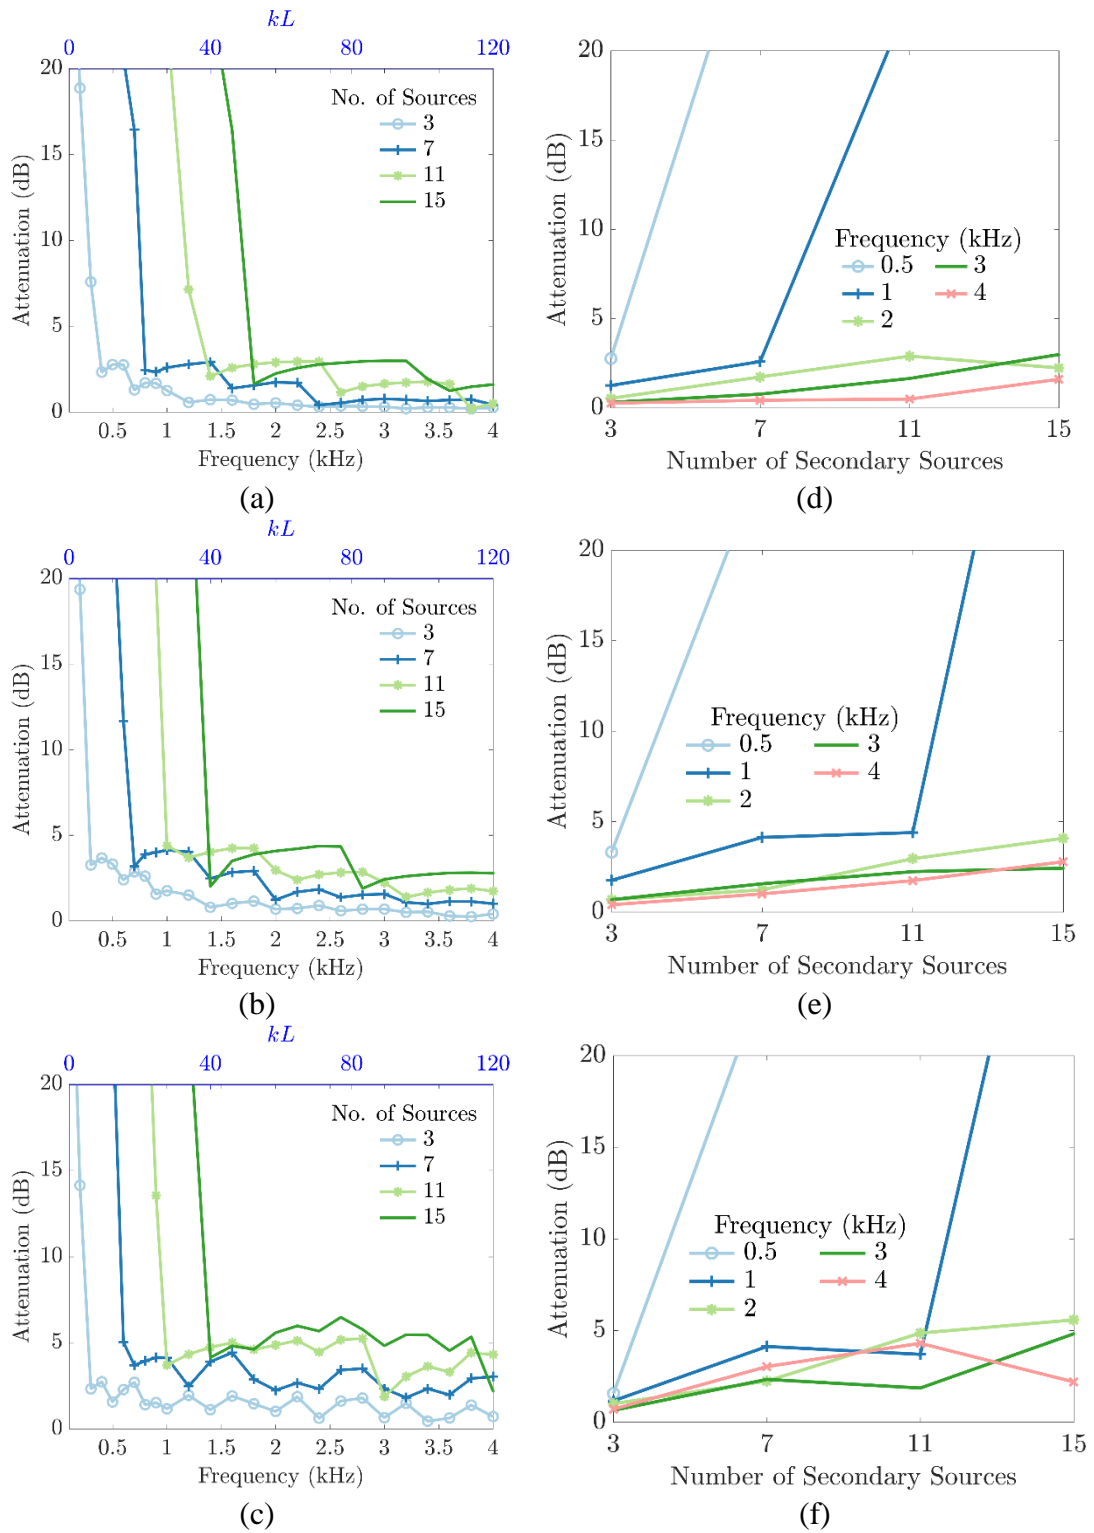 kL
0 40 80 120
20
15
10
5
0
Attenuation (dB)
No. of Sources
3
7
11
15
0.5 1 1.5 2 2.5 3 3.5 4
Frequency (kHz)
(a)
20
15
10
5
0
Attenuation (dB)
Frequency (kHz)
0.5 3
1 4
2
3 7 11 15
Number of Secondary Sources
(d)
kL
0 40 80 120
20
15
10
5
0
Attenuation (dB)
No. of Sources
3
7
11
15
0.5 1 1.5 2 2.5 3 3.5 4
Frequency (kHz)
(b)
20
15
10
5
0
Attenuation (dB)
Frequency (kHz)
0.5 3
1 4
2
3 7 11 15
Number of Secondary Sources
(e)
kL
0 40 80 120
20
15
10
5
0
Attenuation (dB)
No. of Sources
3
7
11
15
0.5 1 1.5 2 2.5 3 3.5 4
Frequency (kHz)
(c)
20
15
10
5
0
Attenuation (dB)
Frequency (kHz)
0.5 3
1 4
2
3 7 11 15
Number of Secondary Sources
(f)